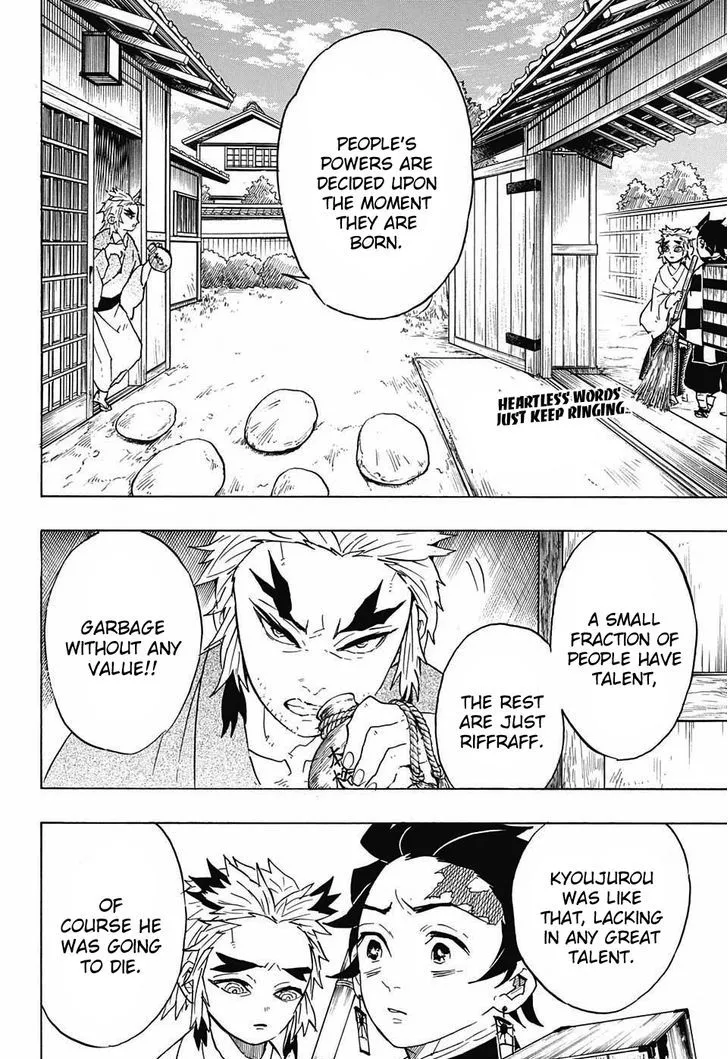 PEOPLE'S
POWERS ARE
DECIDED UPON
THE MOMENT
THEY ARE
BORN.
HEARTLESS WORDS
JUST KEEP RINGING.
A SMALL
FRACTION OF
PEOPLE HAVE
TALENT,
THE REST
ARE JUST
RIFFRAFF.
GARBAGE
WITHOUT ANY
VALUE!!
KYOUJUROU
WAS LIKE
THAT, LACKING
IN ANY GREAT
TALENT.
OF
COURSE HE
WAS GOING
TO DIE.